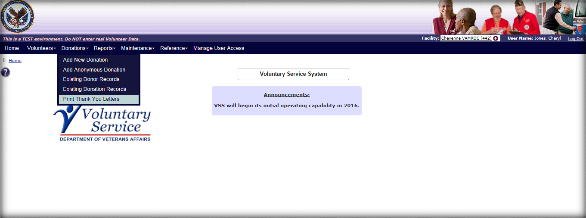 This is a TEST environment. Do NOT enter real Volunteer Data.
Facility:
User Name: Jones, Cheryl
Log Out
Home
Volunteers
Donations
Reports
Maintenance
Reference
Manage User Access
Home
Add New Donation
Add Anonymous Donation
Existing Donor Records
Existing Donation Records
Print Thank You Letters
Voluntary Service System
Announcements:
VSS will begin its initial operating capability in 2016.
Voluntary
Service
DEPARTMENT OF VETERANS AFFAIRS